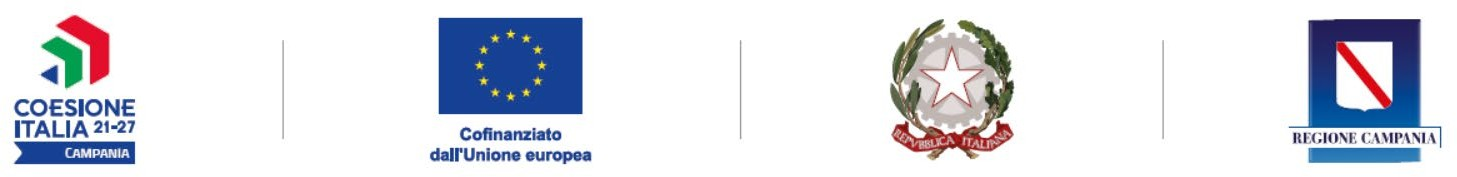 COESIONE
ITALIA 21-27
CAMPANIA
Cofinanziato
dall'Unione europea
REPVBBLICA ITALIANA
REGIONE CAMPANIA